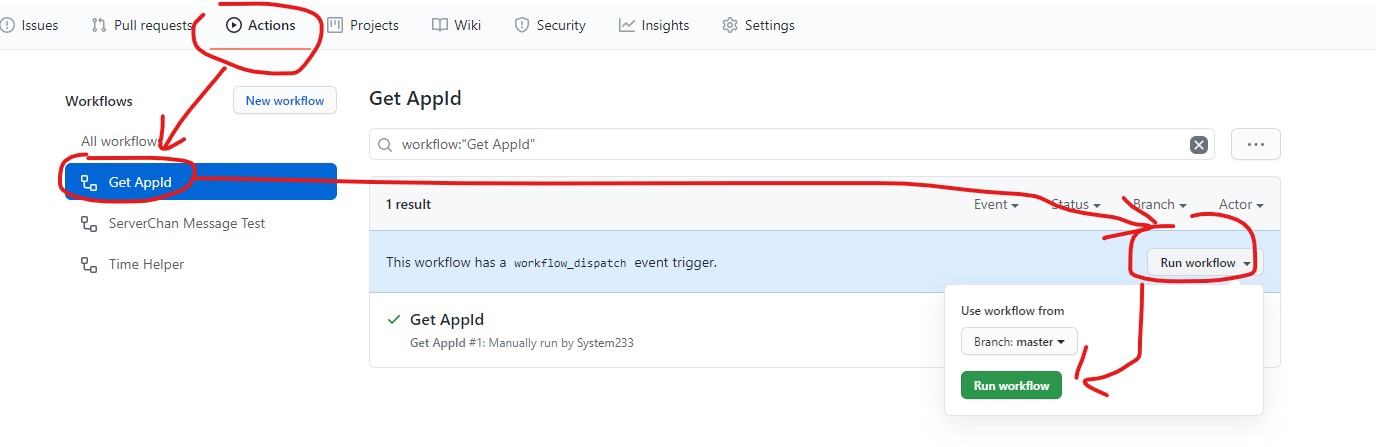 Issues Pull requests Actions Projects Wiki Security Insights Settings
Workflows New workflow
All workflows
Get AppId
ServerChan Message Test
Time Helper
Get AppId
workflow:"Get AppId"
1 result Event Status Branch Actor
This workflow has a workflow_dispatch event trigger. Run workflow
Get AppId
Get AppId #1: Manually run by System233
Use workflow from
Branch: master
Run workflow